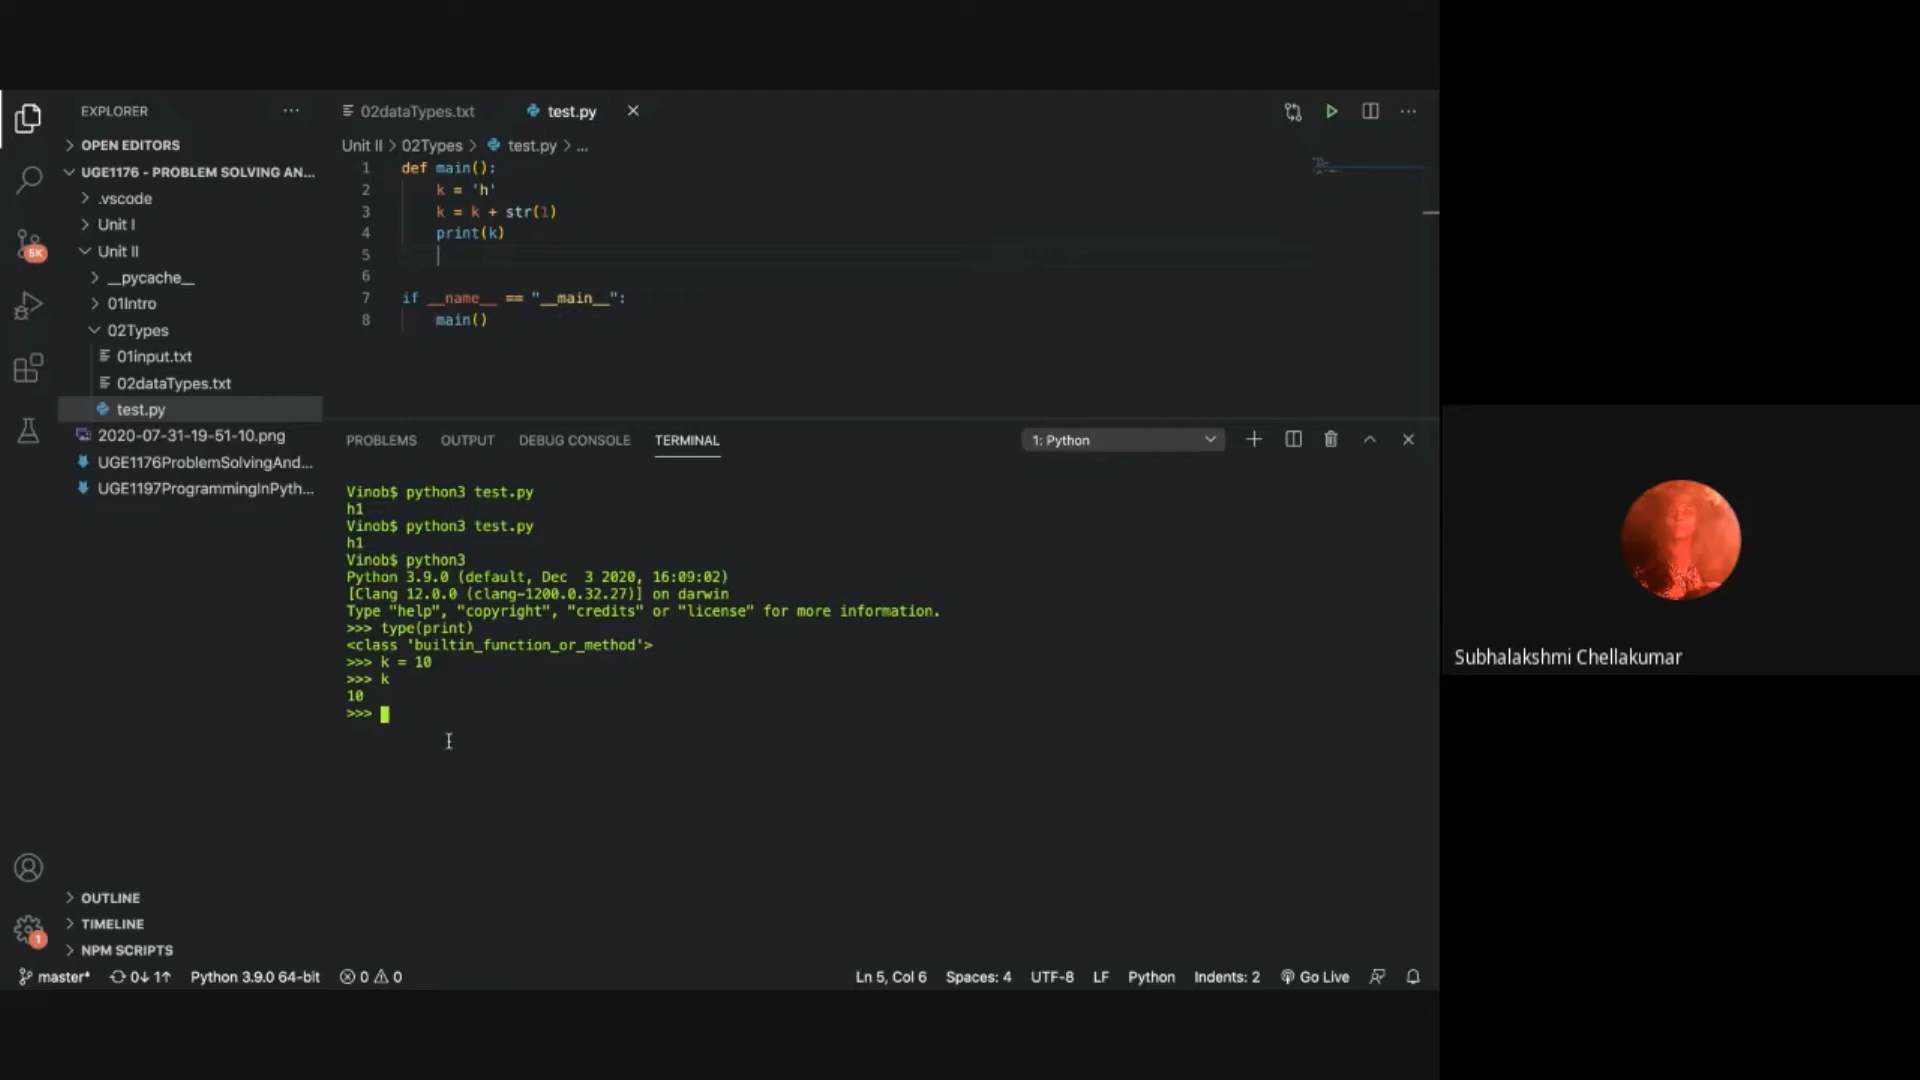 EXPLORER
OPEN EDITORS
UGE1176 - PROBLEM SOLVING AN...
.vscode
Unit I
Unit II
__pycache__
01Intro
02Types
01input.txt
02dataTypes.txt
test.py
2020-07-31-19-51-10.png
UGE1176ProblemSolvingAnd...
UGE1197ProgrammingInPyth...
OUTLINE
TIMELINE
NPM SCRIPTS
5K
1
02dataTypes.txt test.py
Unit II > 02Types > test.py > ...
1 def main():
2 k = 'h'
3 k = k + str(1)
4 print(k)
5
6
7 if __name__ == "__main__":
8 main()
PROBLEMS OUTPUT DEBUG CONSOLE TERMINAL 1: Python
Vinob$ python3 test.py
h1
Vinob$ python3 test.py
h1
Vinob$ python3
Python 3.9.0 (default, Dec  3 2020, 16:09:02)
[Clang 12.0.0 (clang-1200.0.32.27)] on darwin
Type "help", "copyright", "credits" or "license" for more information.
>>> type(print)
<class 'builtin_function_or_method'>
>>> k = 10
>>> k
10
>>>
master* 0↓ 1↑ Python 3.9.0 64-bit 0 0 Ln 5, Col 6 Spaces: 4 UTF-8 LF Python Indents: 2 Go Live
Subhalakshmi Chellakumar